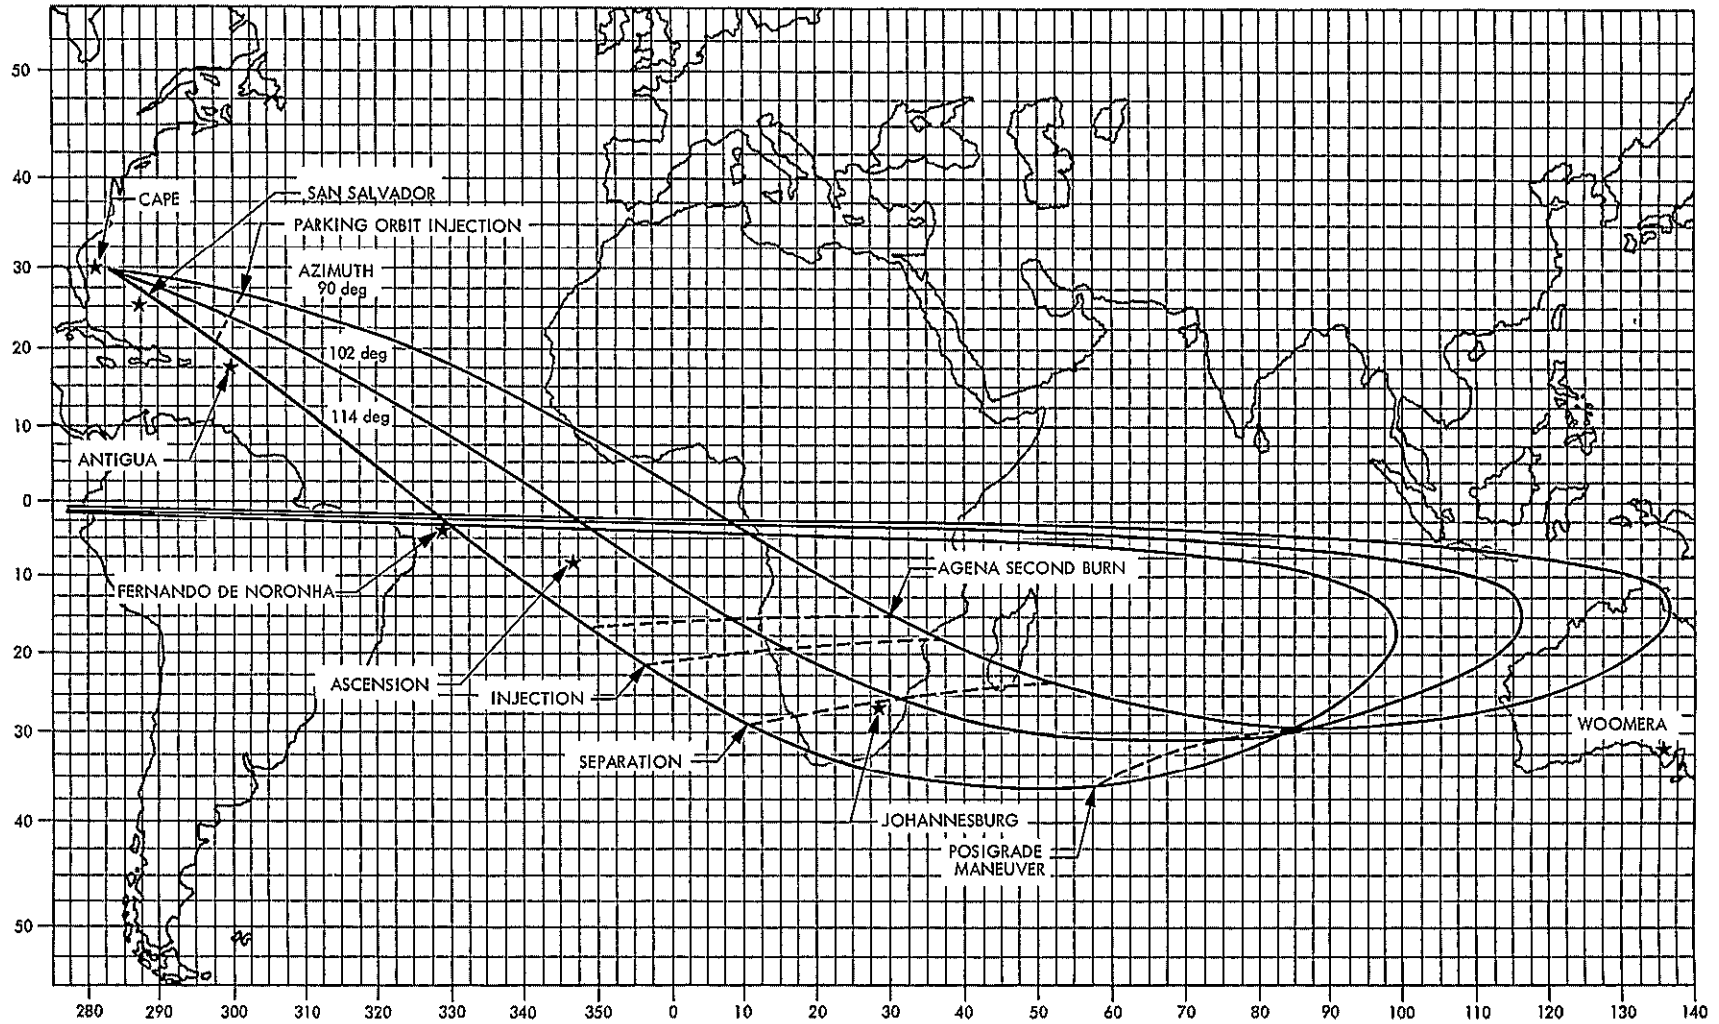 50
40
30
20
10
0
10
20
30
40
50
CAPE
SAN SALVADOR
PARKING ORBIT INJECTION
AZIMUTH
90 deg
102 deg
114 deg
ANTIGUA
FERNANDO DE NORONHA
AGENA SECOND BURN
ASCENSION
INJECTION
SEPARATION
WOOMERA
JOHANNESBURG
POSIGRADE
MANEUVER
280 290 300 310 320 330 340 350 0 10 20 30 40 50 60 70 80 90 100 110 120 130 140